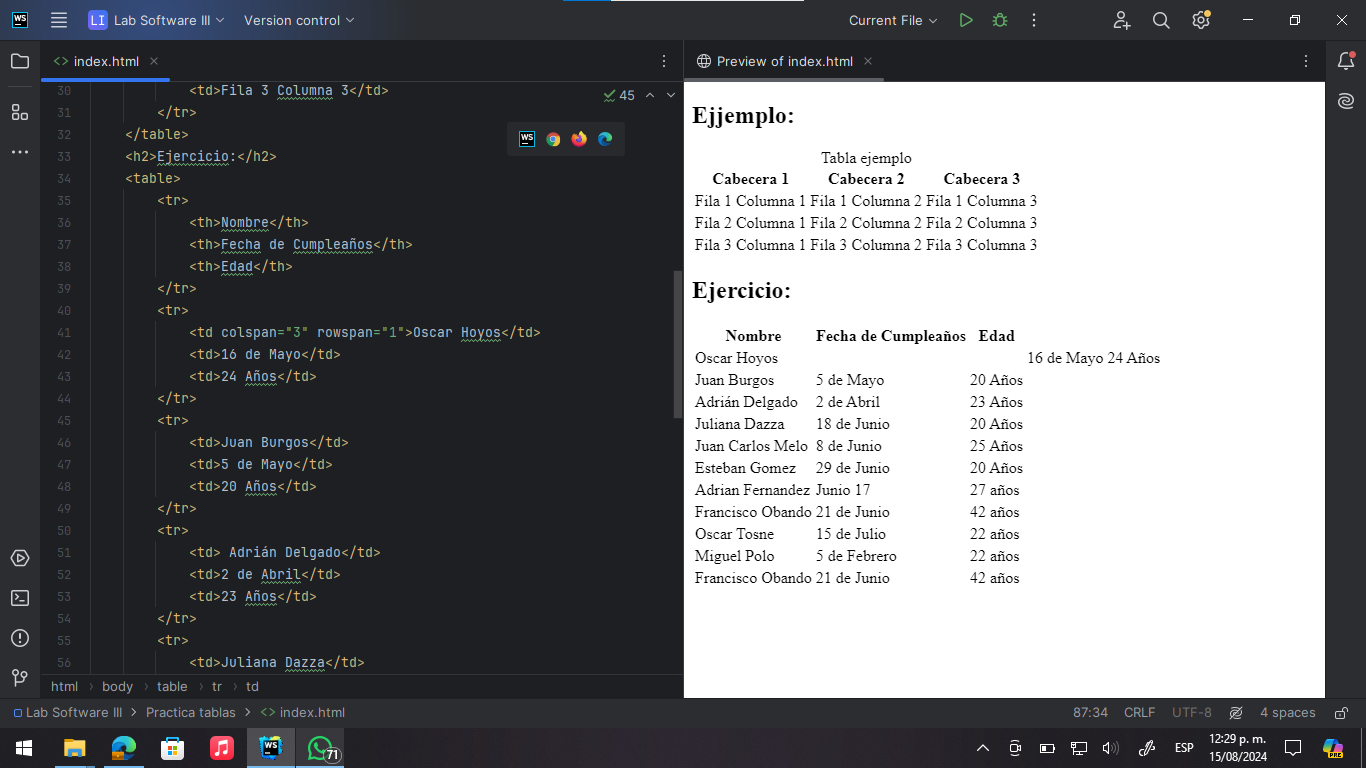 WS
LI Lab Software III Version control
Current File
index.html
Preview of index.html
45
30 <td>Fila 3 Columna 3</td>
31 </tr>
32 </table>
33 <h2>Ejercicio:</h2>
34 <table>
35 <tr>
36 <th>Nombre</th>
37 <th>Fecha de Cumpleaños</th>
38 <th>Edad</th>
39 </tr>
40 <tr>
41 <td colspan="3" rowspan="1">Oscar Hoyos</td>
42 <td>16 de Mayo</td>
43 <td>24 Años</td>
44 </tr>
45 <tr>
46 <td>Juan Burgos</td>
47 <td>5 de Mayo</td>
48 <td>20 Años</td>
49 </tr>
50 <tr>
51 <td> Adrián Delgado</td>
52 <td>2 de Abril</td>
53 <td>23 Años</td>
54 </tr>
55 <tr>
56 <td>Juliana Dazza</td>
WS
html > body > table > tr > td
Ejjemplo:
Tabla ejemplo
Cabecera 1 Cabecera 2 Cabecera 3
Fila 1 Columna 1 Fila 1 Columna 2 Fila 1 Columna 3
Fila 2 Columna 1 Fila 2 Columna 2 Fila 2 Columna 3
Fila 3 Columna 1 Fila 3 Columna 2 Fila 3 Columna 3
Ejercicio:
Nombre Fecha de Cumpleaños Edad
Oscar Hoyos 16 de Mayo 24 Años
Juan Burgos 5 de Mayo 20 Años
Adrián Delgado 2 de Abril 23 Años
Juliana Dazza 18 de Junio 20 Años
Juan Carlos Melo 8 de Junio 25 Años
Esteban Gomez 29 de Junio 20 Años
Adrian Fernandez Junio 17 27 años
Francisco Obando 21 de Junio 42 años
Oscar Tosne 15 de Julio 22 años
Miguel Polo 5 de Febrero 22 años
Francisco Obando 21 de Junio 42 años
Lab Software III > Practica tablas > index.html
87:34 CRLF UTF-8 4 spaces
WS
71
ESP
12:29 p. m.
15/08/2024
PRE